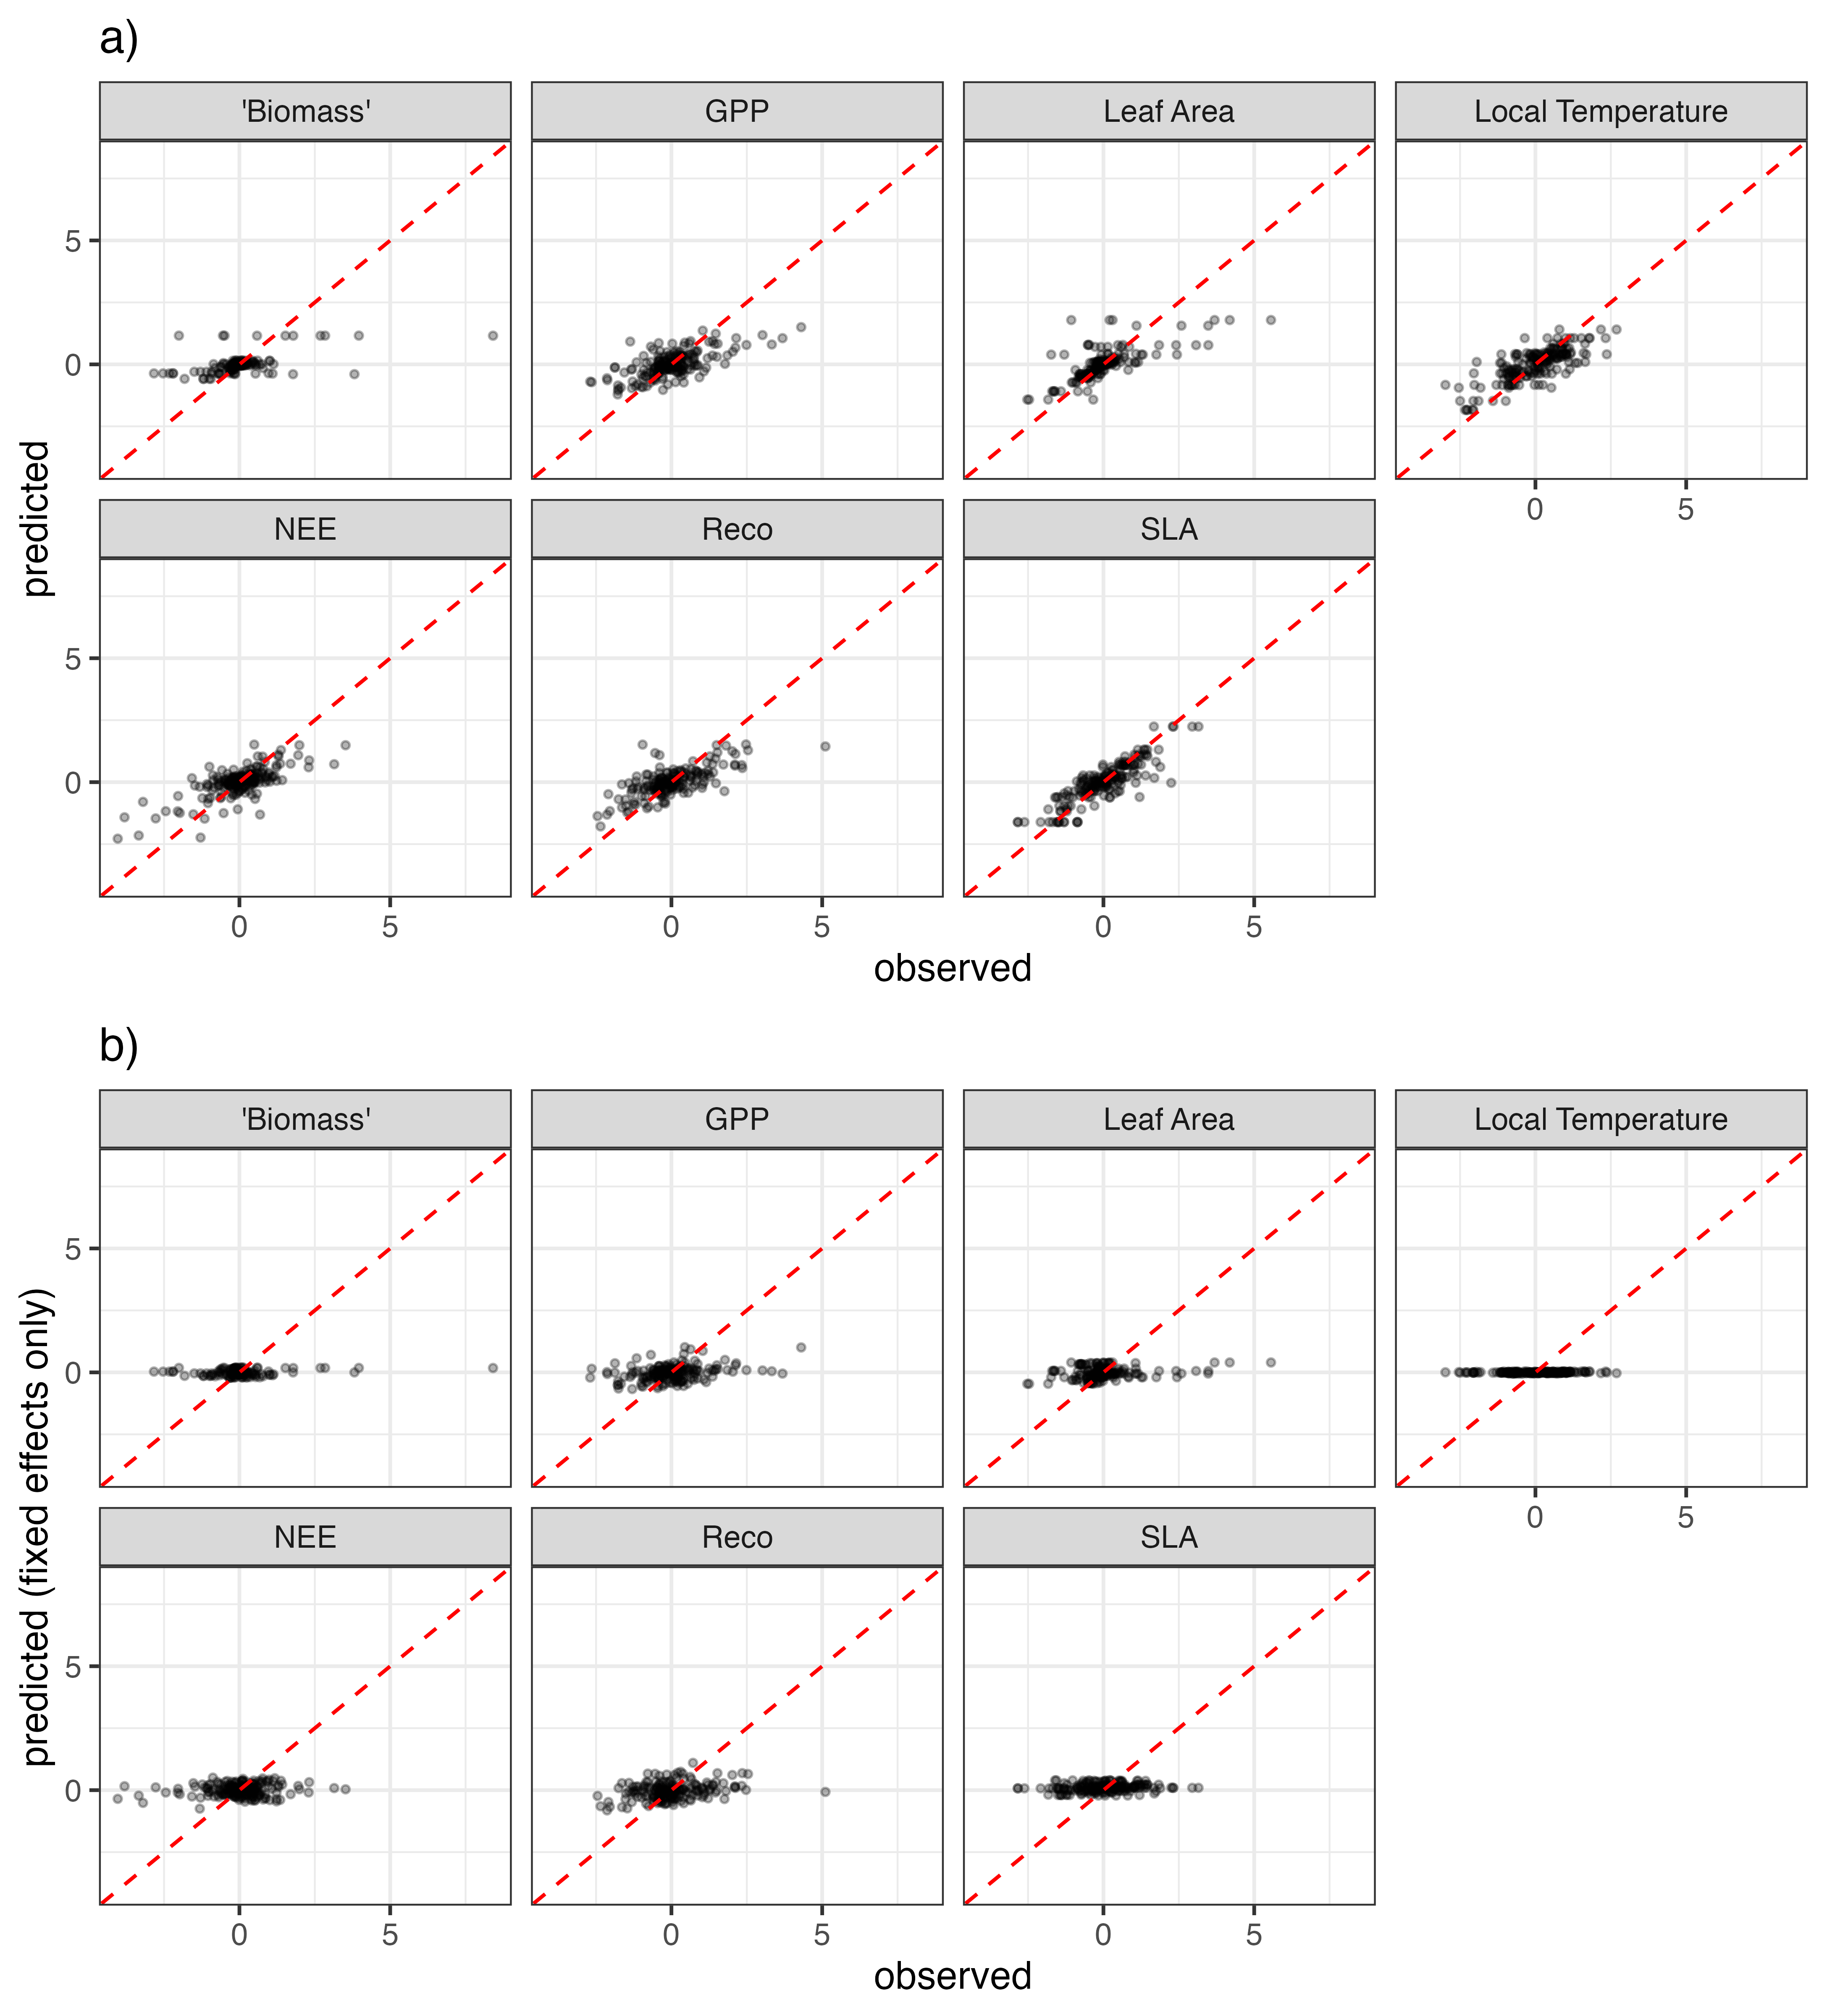 a)
'Biomass' GPP Leaf Area Local Temperature
5
0
0 5
NEE Reco SLA
5
0
0 5 0 5 0 5
predicted
observed
b)
'Biomass' GPP Leaf Area Local Temperature
5
0
0 5
NEE Reco SLA
5
0
0 5 0 5 0 5
predicted (fixed effects only)
observed